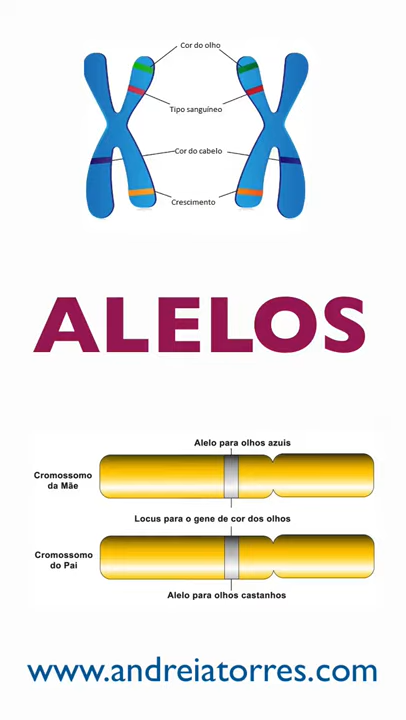 Cor do olho
Tipo sanguíneo
Cor do cabelo
Crescimento
ALELOS
Alelo para olhos azuis
Cromossomo
da Mãe
Locus para o gene de cor dos olhos
Cromossomo
do Pai
Alelo para olhos castanhos
www.andreiatorres.com